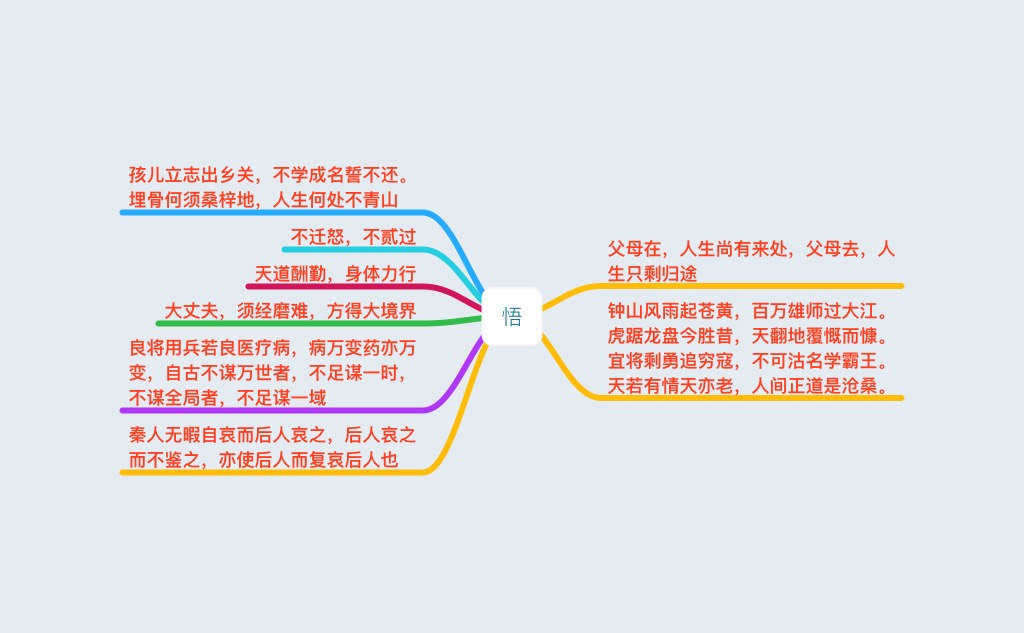 孩儿立志出乡关，不学成名誓不还。
埋骨何须桑梓地，人生何处不青山
不迁怒，不贰过
天道酬勤，身体力行
大丈夫，须经磨难，方得大境界
良将用兵若良医疗病，病万变药亦万
变，自古不谋万世者，不足谋一时，
不谋全局者，不足谋一域
秦人无暇自哀而后人哀之，后人哀之
而不鉴之，亦使后人而复哀后人也
悟
父母在，人生尚有来处，父母去，人
生只剩归途
钟山风雨起苍黄，百万雄师过大江。
虎踞龙盘今胜昔，天翻地覆慨而慷。
宜将剩勇追穷寇，不可沽名学霸王。
天若有情天亦老，人间正道是沧桑。